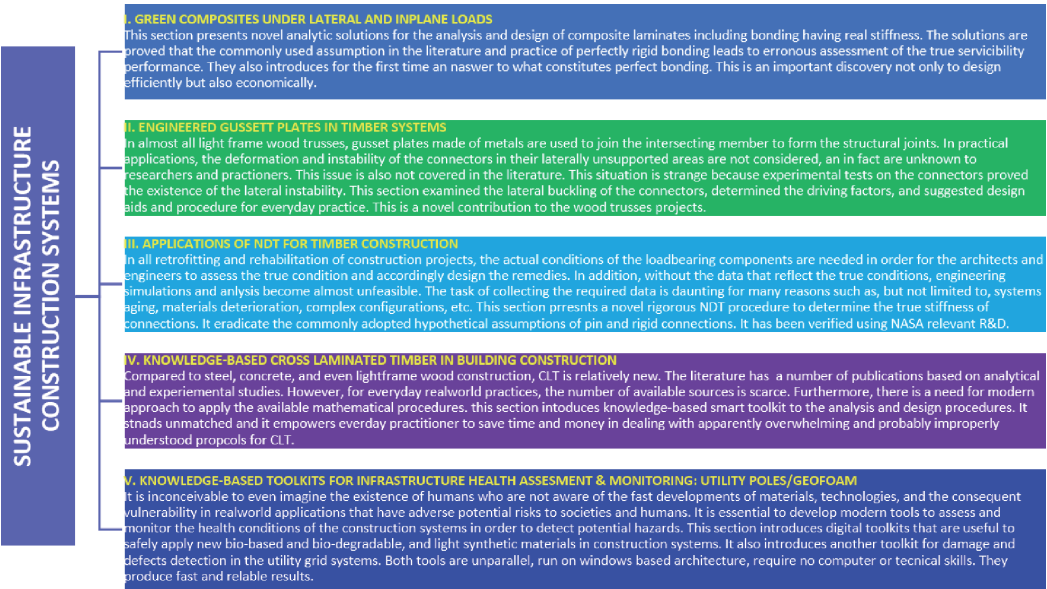 SUSTAINABLE INFRASTRUCTURE
CONSTRUCTION SYSTEMS
I. GREEN COMPOSITES UNDER LATERAL AND INPLANE LOADS
This section presents novel analytic solutions for the analysis and design of composite laminates including bonding having real stiffness. The solutions are
proved that the commonly used assumption in the literature and practice of perfectly rigid bonding leads to erronous assessment of the true servicibility
performance. They also introduces for the first time an naswer to what constitutes perfect bonding. This is an important discovery not only to design
efficiently but also economically.
II. ENGINEERED GUSSETT PLATES IN TIMBER SYSTEMS
In almost all light frame wood trusses, gusset plates made of metals are used to join the intersecting member to form the structural joints. In practical
applications, the deformation and instability of the connectors in their laterally unsupported areas are not considered, an in fact are unknown to
researchers and practioners. This issue is also not covered in the literature. This situation is strange because experimental tests on the connectors proved
the existence of the lateral instability. This section examined the lateral buckling of the connectors, determined the driving factors, and suggested design
aids and procedure for everyday practice. This is a novel contribution to the wood trusses projects.
III. APPLICATIONS OF NDT FOR TIMBER CONSTRUCTION
In all retrofitting and rehabilitation of construction projects, the actual conditions of the loadbearing components are needed in order for the architects and
engineers to assess the true condition and accordingly design the remedies. In addition, without the data that reflect the true conditions, engineering
simulations and anlysis become almost unfeasible. The task of collecting the required data is daunting for many reasons such as, but not limited to, systems
aging, materials deterioration, complex configurations, etc. This section prresnts a novel rigorous NDT procedure to determine the true stiffness of
connections. It eradicate the commonly adopted hypothetical assumptions of pin and rigid connections. It has been verified using NASA relevant R&D.
IV. KNOWLEDGE-BASED CROSS LAMINATED TIMBER IN BUILDING CONSTRUCTION
Compared to steel, concrete, and even lightframe wood construction, CLT is relatively new. The literature has a number of publications based on analytical
and experiemental studies. However, for everyday realworld practices, the number of available sources is scarce. Furthermore, there is a need for modern
approach to apply the available mathematical procedures. this section intoduces knowledge-based smart toolkit to the analysis and design procedures. It
stnads unmatched and it empowers everday practitioner to save time and money in dealing with apparently overwhelming and probably improperly
understood propcols for CLT.
V. KNOWLEDGE-BASED TOOLKITS FOR INFRASTRUCTURE HEALTH ASSESMENT & MONITORING: UTILITY POLES/GEOFOAM
It is inconceivable to even imagine the existence of humans who are not aware of the fast developments of materials, technologies, and the consequent
vulnerability in realworld applications that have adverse potential risks to societies and humans. It is essential to develop modern tools to assess and
monitor the health conditions of the construction systems in order to detect potential hazards. This section introduces digital toolkits that are useful to
safely apply new bio-based and bio-degradable, and light synthetic materials in construction systems. It also introduces another toolkit for damage and
defects detection in the utility grid systems. Both tools are unparallel, run on windows based architecture, require no computer or tecnical skills. They
produce fast and relable results.